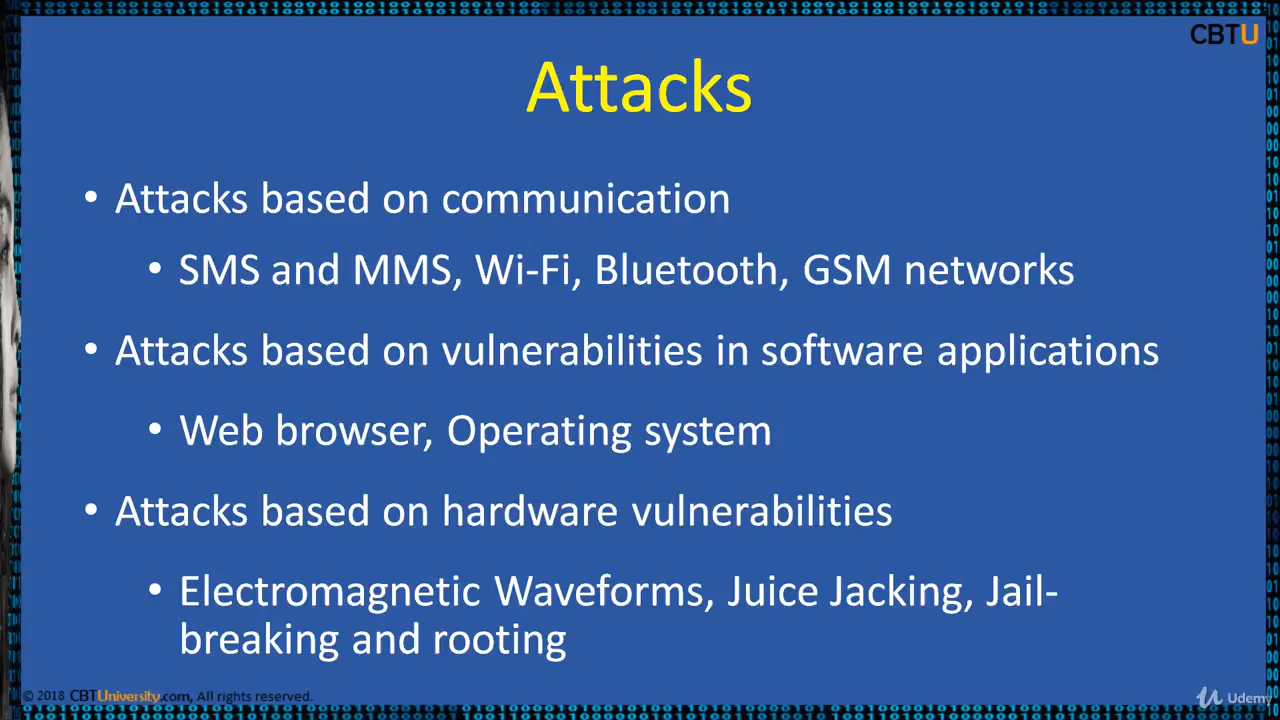 CBTU
Attacks
• Attacks based on communication
• SMS and MMS, Wi-Fi, Bluetooth, GSM networks
• Attacks based on vulnerabilities in software applications
• Web browser, Operating system
• Attacks based on hardware vulnerabilities
• Electromagnetic Waveforms, Juice Jacking, Jail-
breaking and rooting
© 2018 CBTUniversity.com, All rights reserved.
Udemy